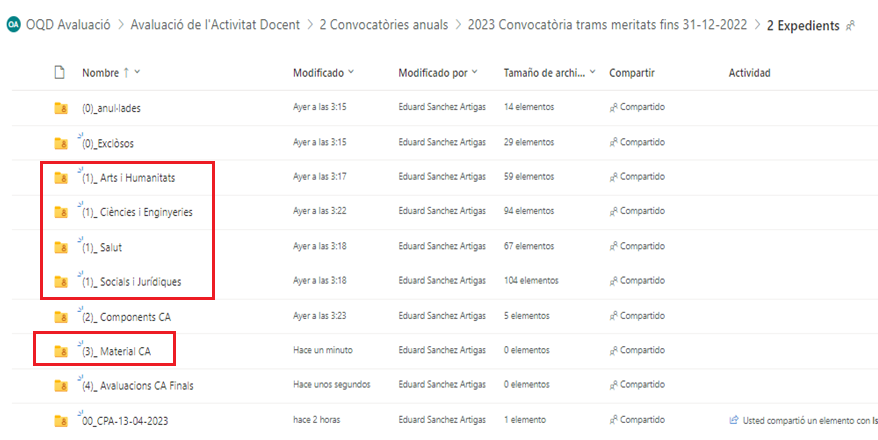 OA OQD Avaluació > Avaluació de l'Activitat Docent > 2 Convocatòries anuals > 2023 Convocatòria trams meritats fins 31-12-2022 > 2 Expedients
Nombre ↑ Modificado Modificado por Tamaño de archi... Compartir Actividad
(0)_anul·lades Ayer a las 3:15 Eduard Sanchez Artigas 14 elementos Compartido
(0)_Exclòsos Ayer a las 3:15 Eduard Sanchez Artigas 29 elementos Compartido
(1)_ Arts i Humanitats Ayer a las 3:17 Eduard Sanchez Artigas 59 elementos Compartido
(1)_ Ciències i Enginyeries Ayer a las 3:22 Eduard Sanchez Artigas 94 elementos Compartido
(1)_ Salut Ayer a las 3:18 Eduard Sanchez Artigas 67 elementos Compartido
(1)_ Socials i Jurídiques Ayer a las 3:18 Eduard Sanchez Artigas 104 elementos Compartido
(2)_ Components CA Ayer a las 3:23 Eduard Sanchez Artigas 5 elementos Compartido
(3)_ Material CA Hace un minuto Eduard Sanchez Artigas 0 elementos Compartido
(4)_ Avaluacions CA Finals Hace unos segundos Eduard Sanchez Artigas 0 elementos Compartido
00_CPA-13-04-2023 hace 2 horas Eduard Sanchez Artigas 1 elemento Compartido Usted compartió un elemento con Is